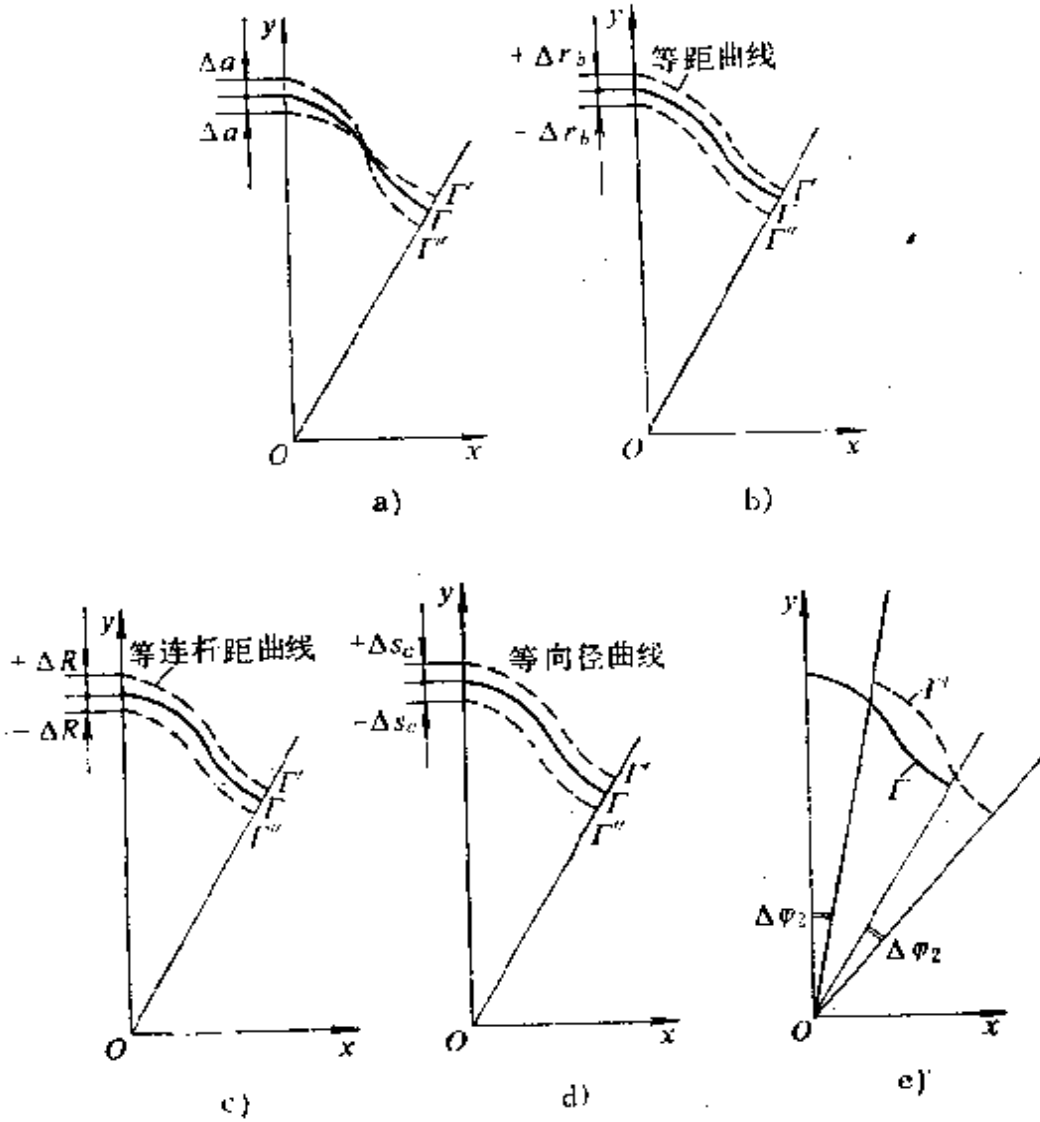 y
Δa
Δa
Γ'
Γ
Γ''
O
x
a)
y
+Δr_b
等距曲线
-Δr_b
Γ'
Γ
Γ''
O
x
b)
y
+ΔR
等连杆距曲线
-ΔR
Γ'
Γ
Γ''
O
x
c)
y
+Δs_c
等向径曲线
-Δs_c
Γ'
Γ
Γ''
O
x
d)
y
Γ'
Γ
Δφ₂
Δφ₂
O
x
e)